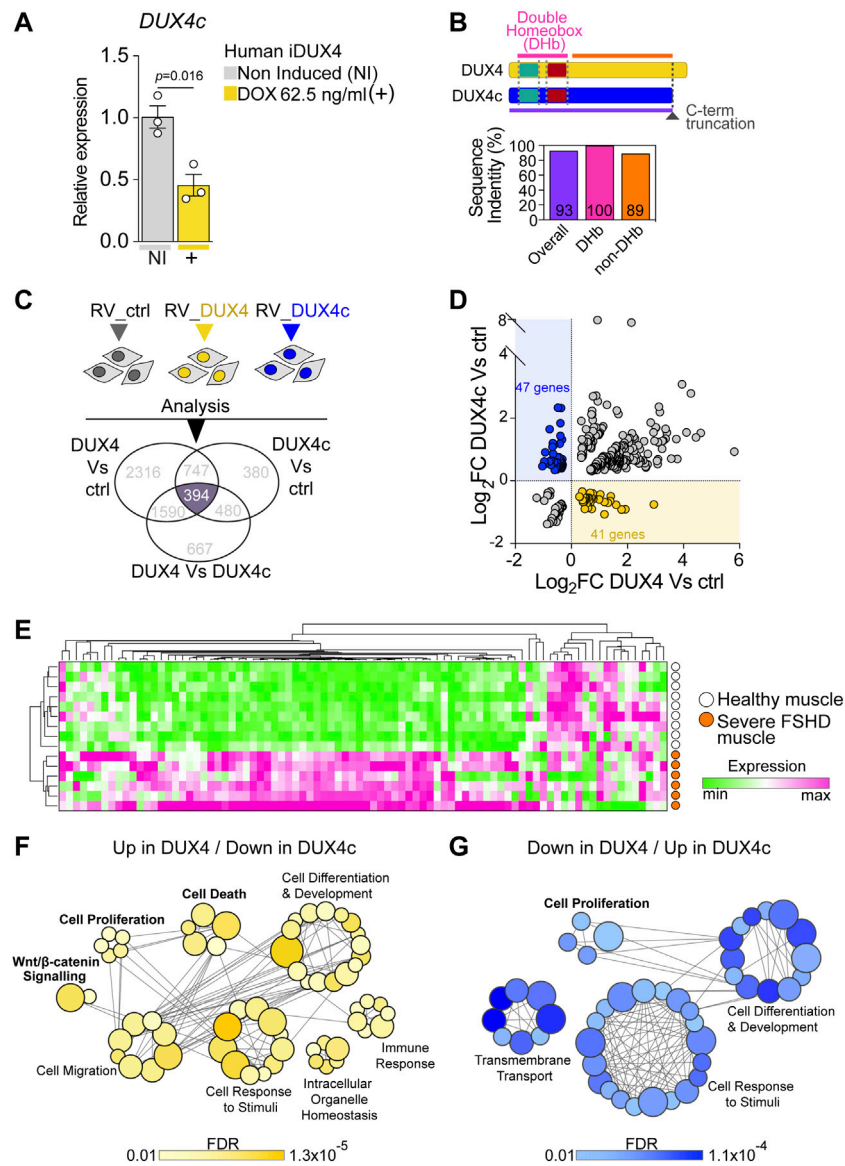 A
DUX4c
Relative expression
1.5
1.0
0.5
0.0
p=0.016
NI
+
Human iDUX4
Non Induced (NI)
DOX 62.5 ng/ml(+)
B
Double
Homeobox
(DHb)
DUX4
DUX4c
C-term
truncation
Sequence
Indentity (%)
100
80
60
40
20
0
93
100
89
Overall
DHb
non-DHb
C
RV_ctrl
RV_DUX4
RV_DUX4c
Analysis
DUX4
Vs
ctrl
DUX4c
Vs
ctrl
2316
747
380
394
1590
480
667
DUX4 Vs DUX4c
D
Log2FC DUX4c Vs ctrl
8
4
2
0
-2
47 genes
41 genes
-2
0
2
4
6
Log2FC DUX4 Vs ctrl
E
Healthy muscle
Severe FSHD
muscle
Expression
min
max
F
Up in DUX4 / Down in DUX4c
Cell Differentiation
& Development
Cell Death
Cell Proliferation
Wnt/β-catenin
Signalling
Cell Migration
Cell Response
to Stimuli
Intracellular
Organelle
Homeostasis
Immune
Response
FDR
0.01
1.3x10-5
G
Down in DUX4 / Up in DUX4c
Cell Proliferation
Cell Differentiation
& Development
Transmembrane
Transport
Cell Response
to Stimuli
FDR
0.01
1.1x10-4